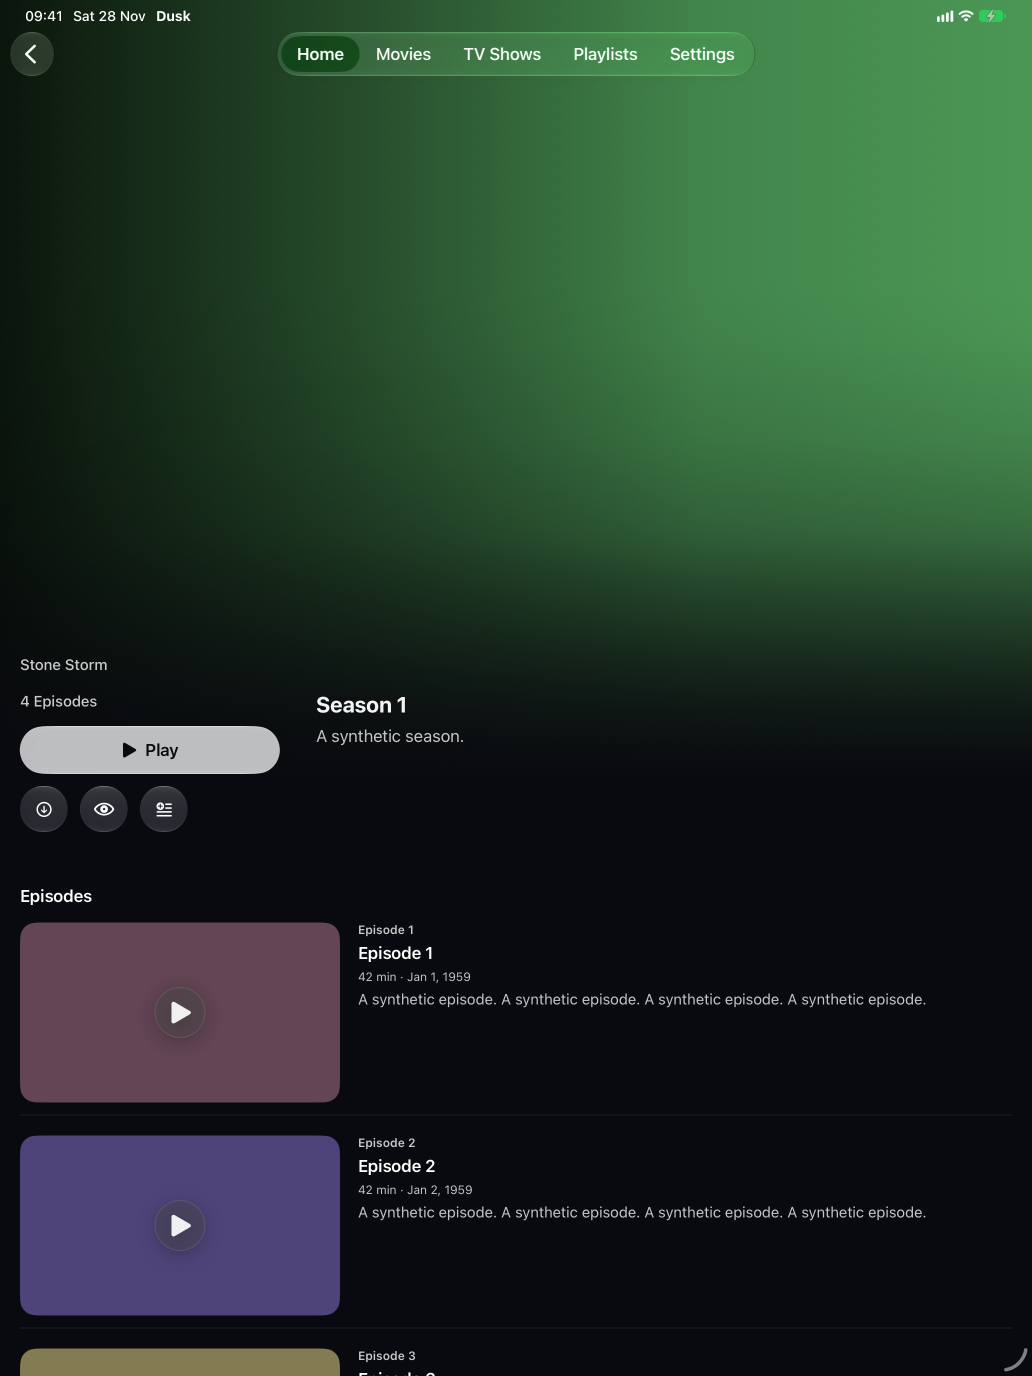 09:41 Sat 28 Nov Dusk
Home Movies TV Shows Playlists Settings
Stone Storm
4 Episodes
Play
Season 1
A synthetic season.
Episodes
Episode 1
Episode 1
42 min · Jan 1, 1959
A synthetic episode. A synthetic episode. A synthetic episode. A synthetic episode.
Episode 2
Episode 2
42 min · Jan 2, 1959
A synthetic episode. A synthetic episode. A synthetic episode. A synthetic episode.
Episode 3